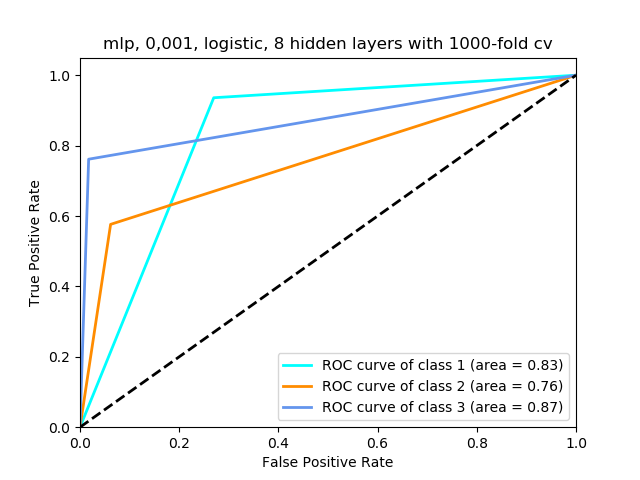 mlp, 0,001, logistic, 8 hidden layers with 1000-fold cv
True Positive Rate
1.0
0.8
0.6
0.4
0.2
0.0
ROC curve of class 1 (area = 0.83)
ROC curve of class 2 (area = 0.76)
ROC curve of class 3 (area = 0.87)
0.0 0.2 0.4 0.6 0.8 1.0
False Positive Rate